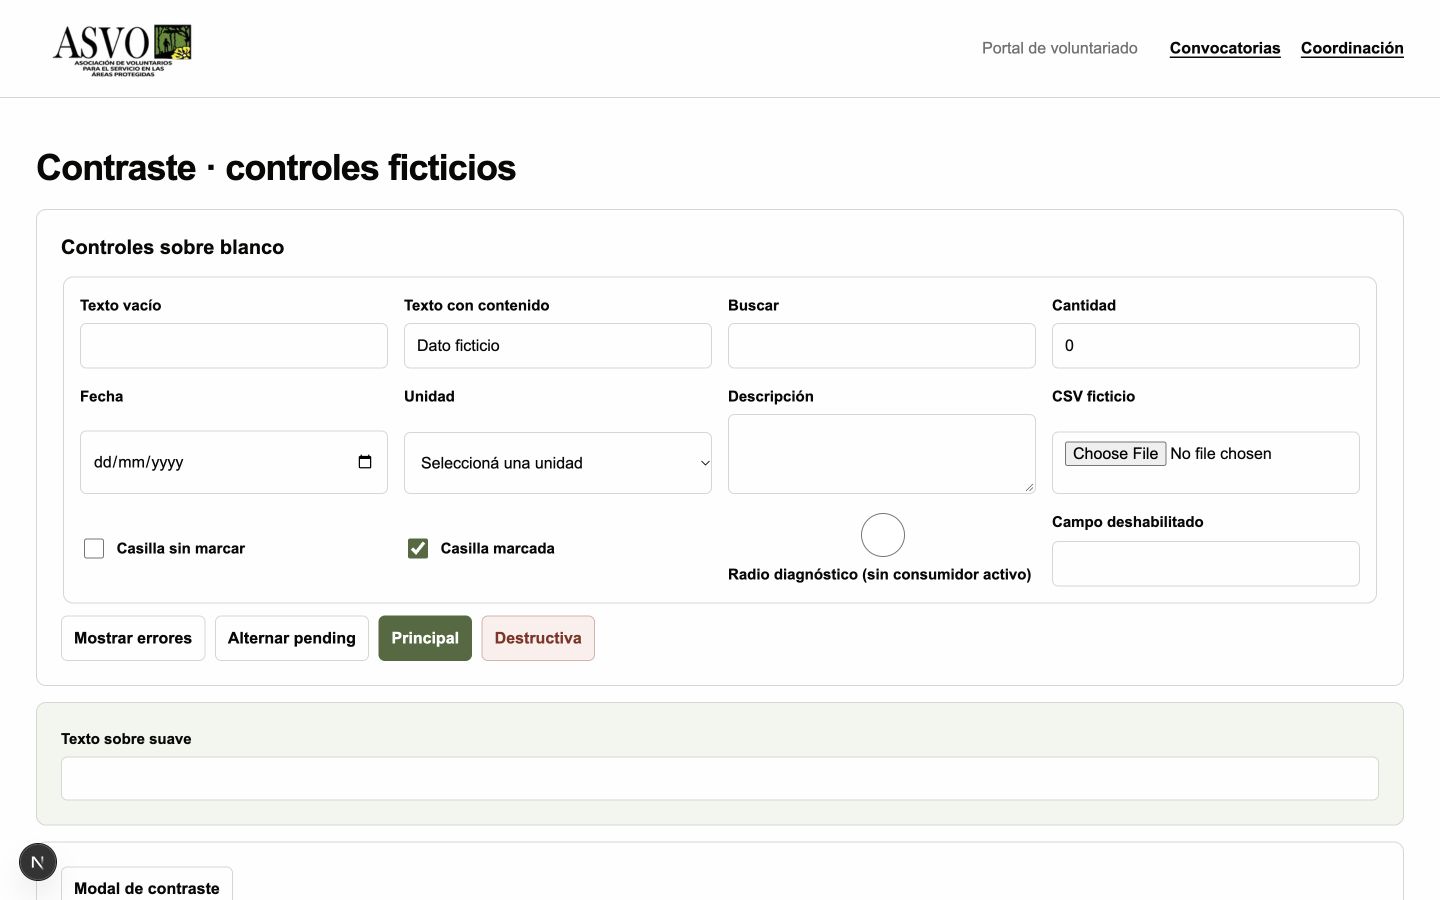 ASVO
ASOCIACIÓN DE VOLUNTARIOS
PARA EL SERVICIO EN LAS
ÁREAS PROTEGIDAS
Portal de voluntariado
Convocatorias
Coordinación
Contraste · controles ficticios
Controles sobre blanco
Texto vacío
Texto con contenido
Buscar
Cantidad
Dato ficticio
0
Fecha
Unidad
Descripción
CSV ficticio
dd/mm/yyyy
Seleccioná una unidad
Choose File No file chosen
Casilla sin marcar
Casilla marcada
Radio diagnóstico (sin consumidor activo)
Campo deshabilitado
Mostrar errores
Alternar pending
Principal
Destructiva
Texto sobre suave
N
Modal de contraste